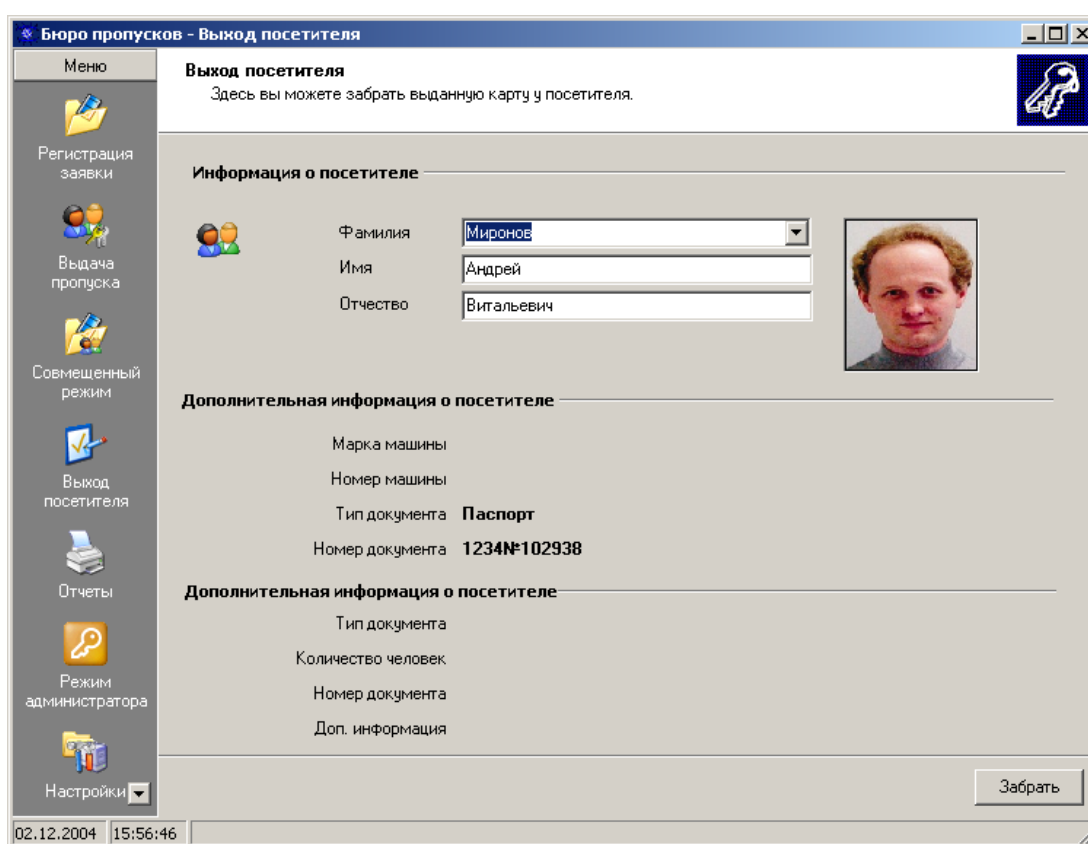 Бюро пропусков - Выход посетителя
Меню
Регистрация
заявки
Выдача
пропуска
Совмещенный
режим
Выход
посетителя
Отчеты
Режим
администратора
Настройки
Выход посетителя
Здесь вы можете забрать выданную карту у посетителя.
Информация о посетителе
Фамилия Миронов
Имя Андрей
Отчество Витальевич
Дополнительная информация о посетителе
Марка машины
Номер машины
Тип документа Паспорт
Номер документа 1234№102938
Дополнительная информация о посетителе
Тип документа
Количество человек
Номер документа
Доп. информация
Забрать
02.12.2004 15:56:46